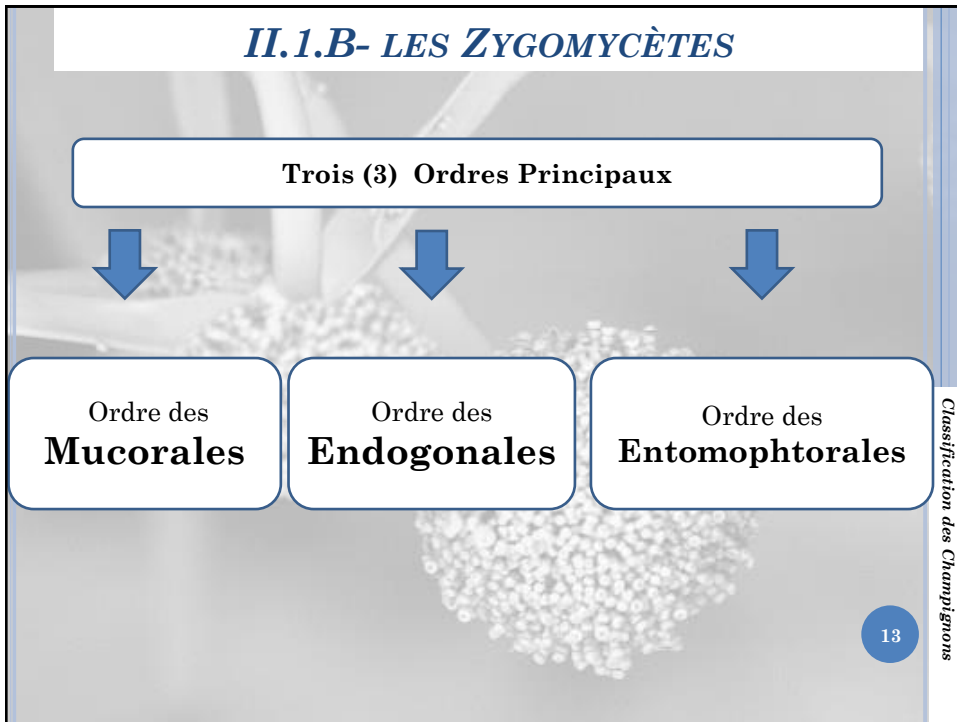 II.1.B- LES ZYGOMYCÈTES
Trois (3) Ordres Principaux
Ordre des
Mucorales
Ordre des
Endogonales
Ordre des
Entomophtorales
Classification des Champignons
13